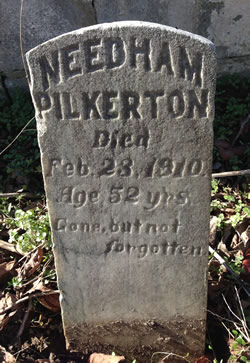 NEEDHAM
PILKERTON
Died
Feb. 23, 1910.
Age, 52 yrs.
Gone, but not
forgotten